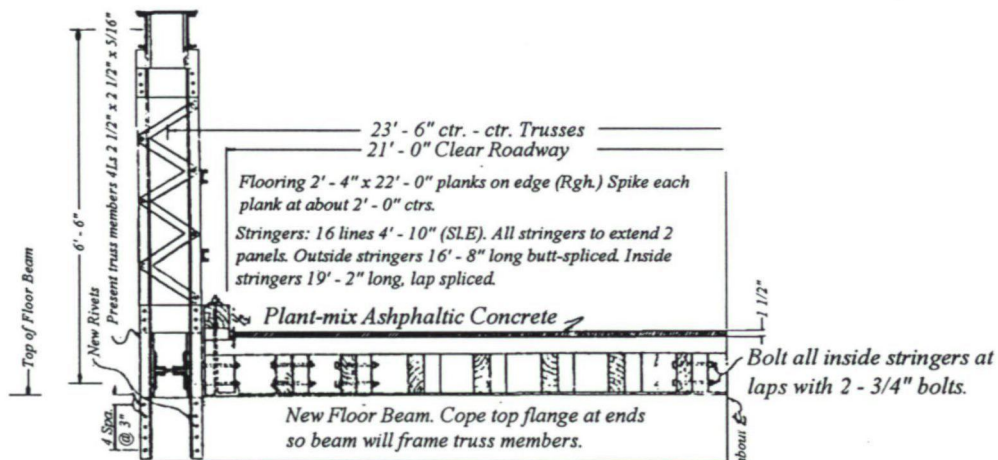 23' - 6" ctr. - ctr. Trusses
21' - 0" Clear Roadway
Flooring 2' - 4" x 22' - 0" planks on edge (Rgh.) Spike each
plank at about 2' - 0" ctrs.
Stringers: 16 lines 4' - 10" (S1.E). All stringers to extend 2
panels. Outside stringers 16' - 8" long butt-spliced. Inside
stringers 19' - 2" long, lap spliced.
Plant-mix Ashphaltic Concrete
1 1/2"
Bolt all inside stringers at
laps with 2 - 3/4" bolts.
New Floor Beam. Cope top flange at ends
so beam will frame truss members.
Top of Floor Beam
6' - 6"
Present truss members 4Ls 2 1/2" x 2 1/2" x 5/16"
New Rivets
4 Spa.
@ 3"